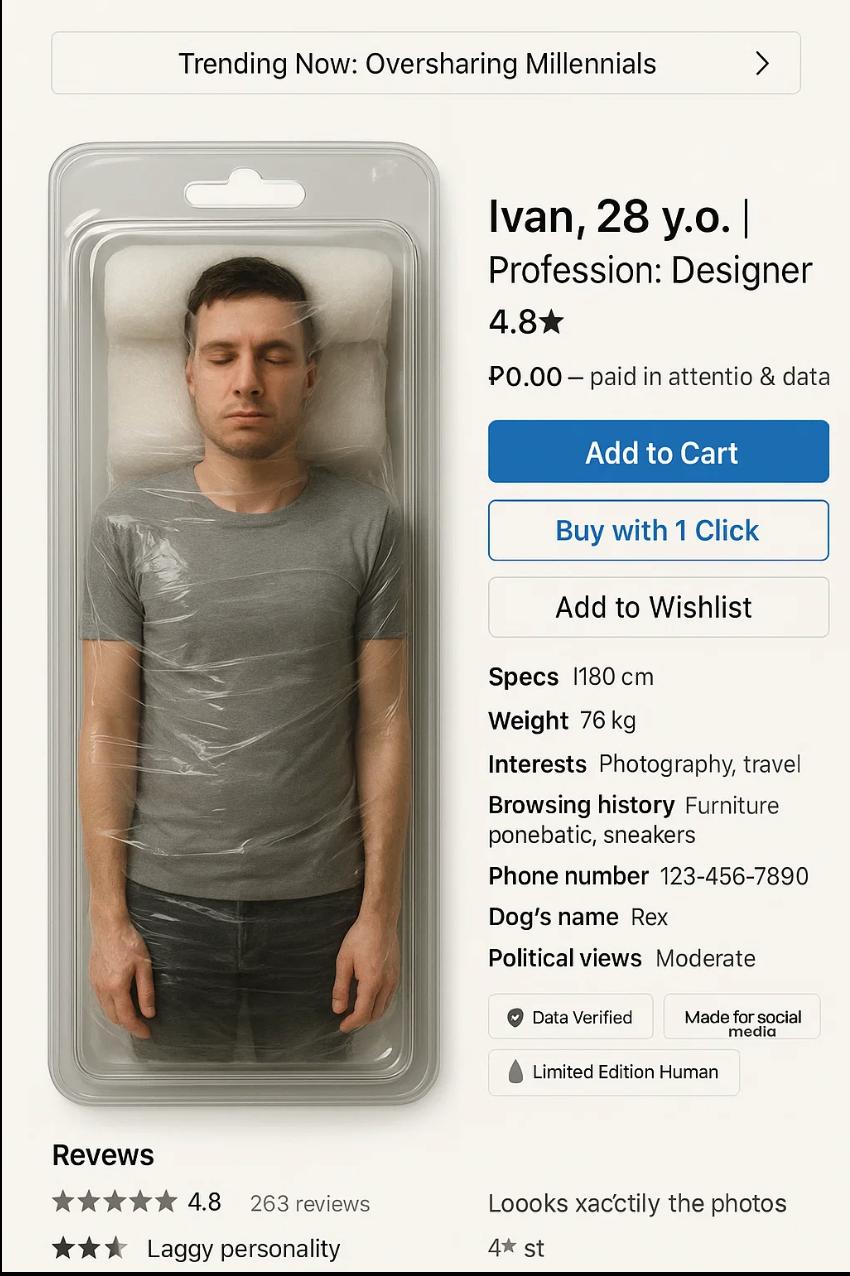 Trending Now: Oversharing Millennials
Ivan, 28 y.o. |
Profession: Designer
4.8★
₽0.00 – paid in attentio & data
Add to Cart
Buy with 1 Click
Add to Wishlist
Specs I180 cm
Weight 76 kg
Interests Photography, travel
Browsing history Furniture
ponebatic, sneakers
Phone number 123-456-7890
Dog's name Rex
Political views Moderate
Data Verified
Made for social
media
Limited Edition Human
Revews
★★★★★ 4.8 263 reviews
Loooks xac’ctily the photos
Laggy personality
4★ st